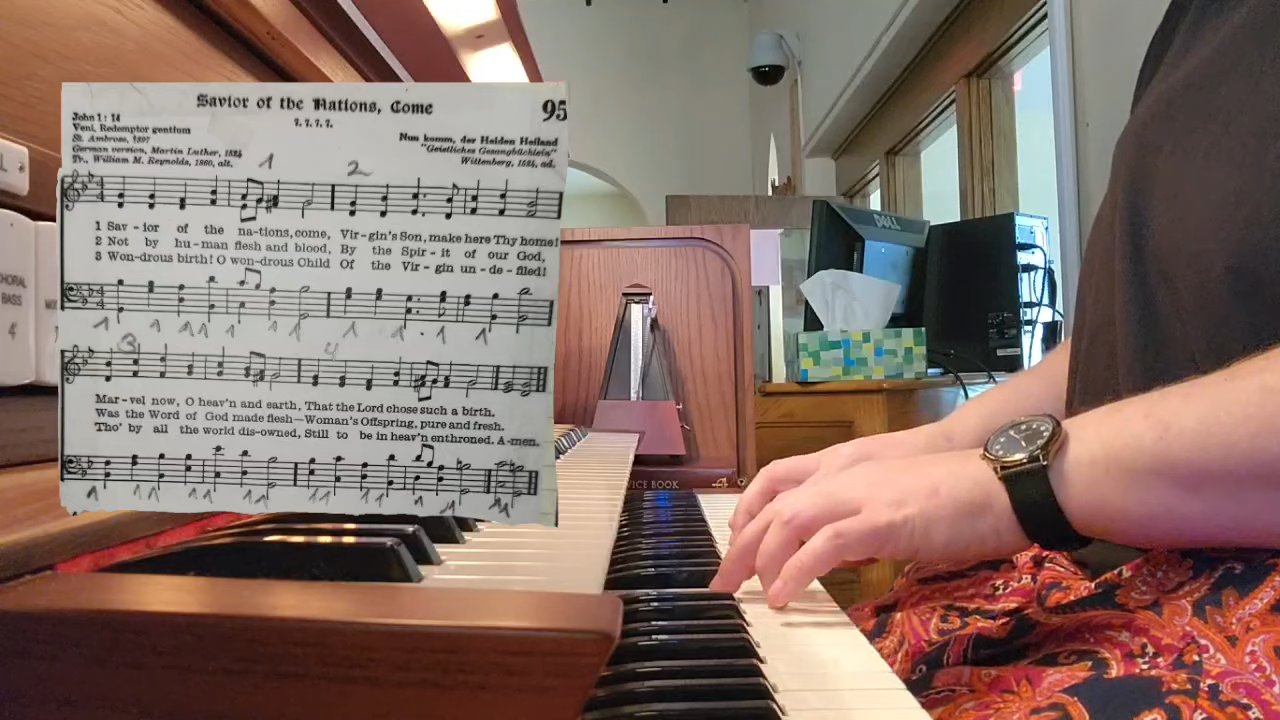 Savior of the Nations, Come
95
7. 7. 7. 7.
John 1: 14
Veni, Redemptor gentium
St. Ambrose, †397
German version, Martin Luther, 1524
Tr., William M. Reynolds, 1860, alt.
Nun komm, der Heiden Heiland
"Geistliches Gesangbüchlein"
Wittenberg, 1524, ad.
1 2
1 Sav - ior of the na-tions, come, Vir-gin's Son, make here Thy home!
2 Not by hu-man flesh and blood, By the Spir - it of our God,
3 Won-drous birth! O won-drous Child Of the Vir - gin un - de - filed!
3 4
Mar-vel now, O heav'n and earth, That the Lord chose such a birth.
Was the Word of God made flesh—Woman's Offspring, pure and fresh.
Tho' by all the world dis-owned, Still to be in heav'n enthroned. A-men.
CHORAL
BASS
4
DELL
VICE BOOK